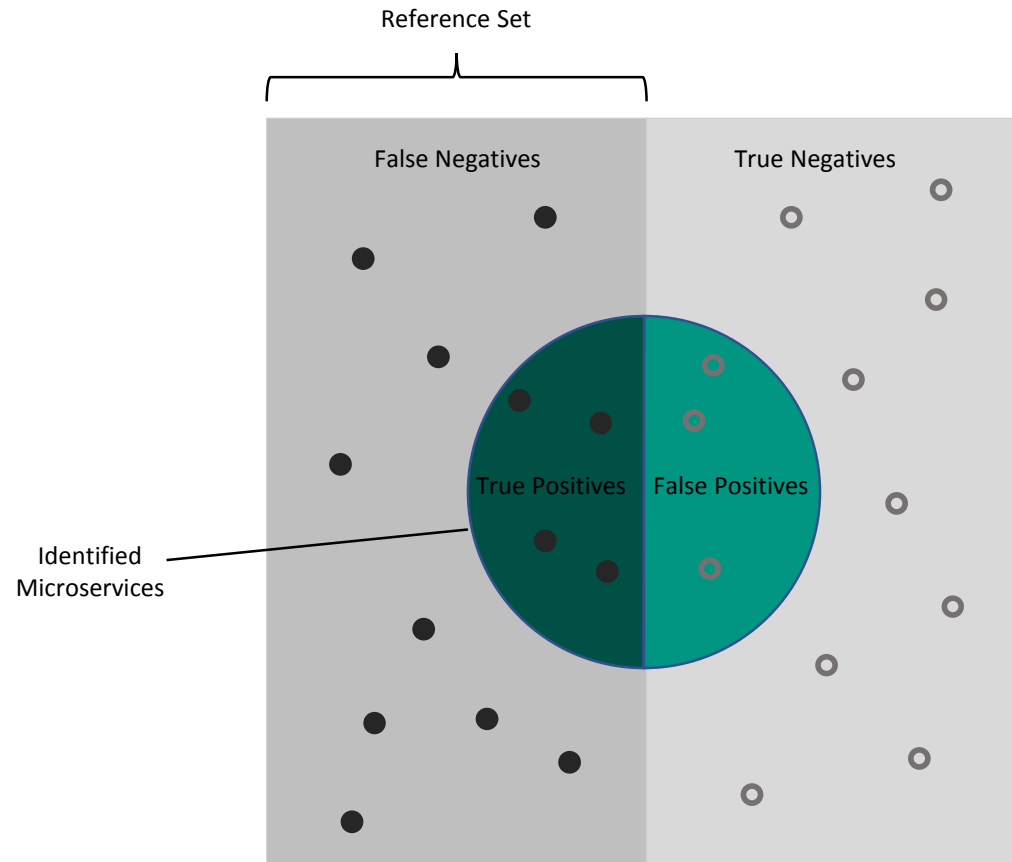 Reference Set
False Negatives
True Negatives
True Positives
False Positives
Identified
Microservices